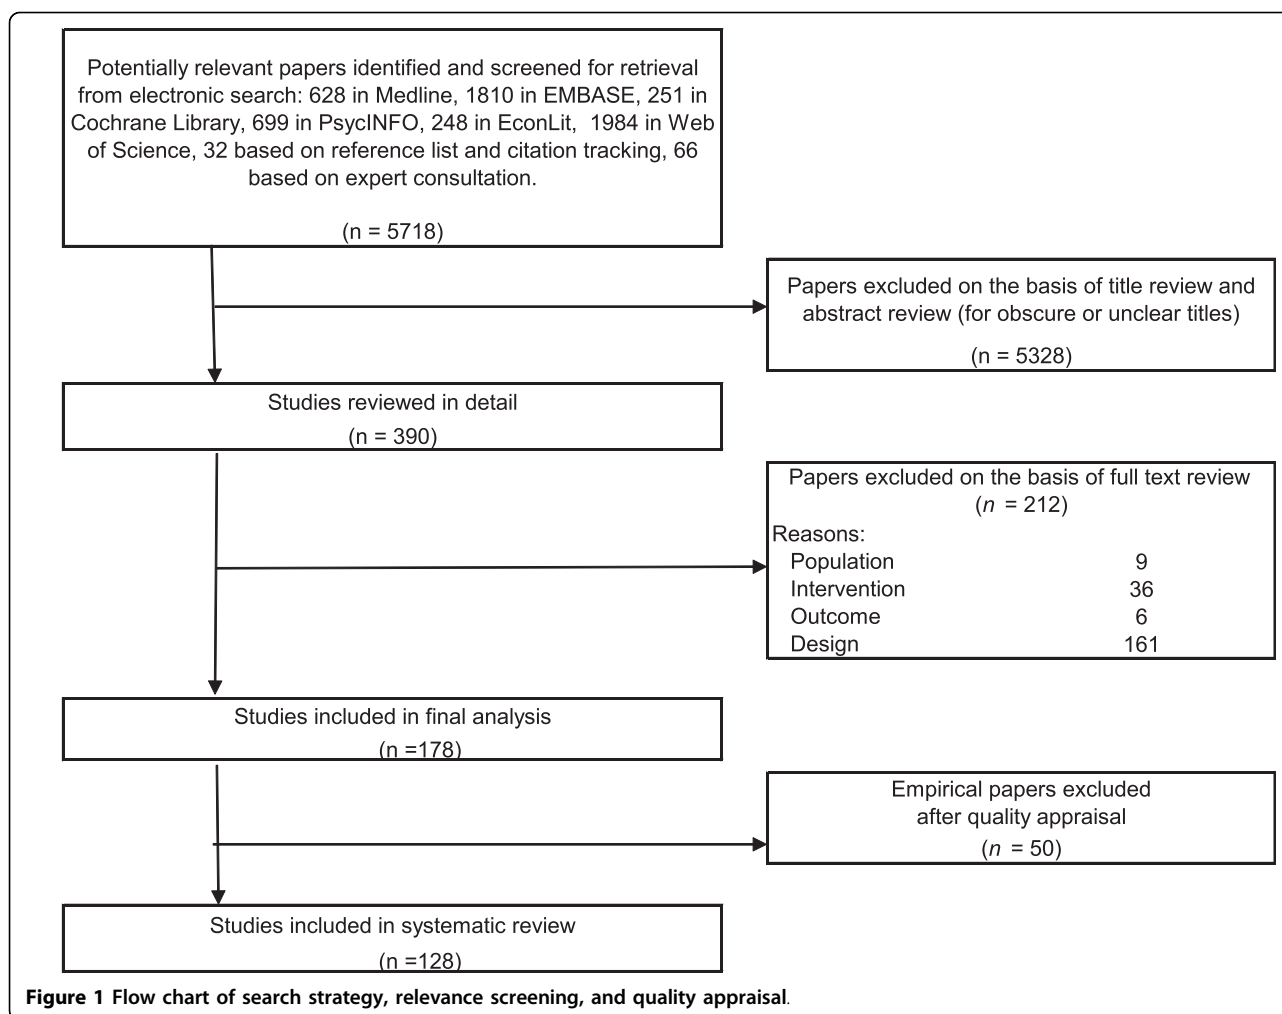 Potentially relevant papers identified and screened for retrieval
from electronic search: 628 in Medline, 1810 in EMBASE, 251 in
Cochrane Library, 699 in PsycINFO, 248 in EconLit, 1984 in Web
of Science, 32 based on reference list and citation tracking, 66
based on expert consultation.
(n = 5718)
Papers excluded on the basis of title review and
abstract review (for obscure or unclear titles)
(n = 5328)
Studies reviewed in detail
(n = 390)
Papers excluded on the basis of full text review
(n = 212)
Reasons:
Population 9
Intervention 36
Outcome 6
Design 161
Studies included in final analysis
(n =178)
Empirical papers excluded
after quality appraisal
(n = 50)
Studies included in systematic review
(n =128)
Figure 1 Flow chart of search strategy, relevance screening, and quality appraisal.